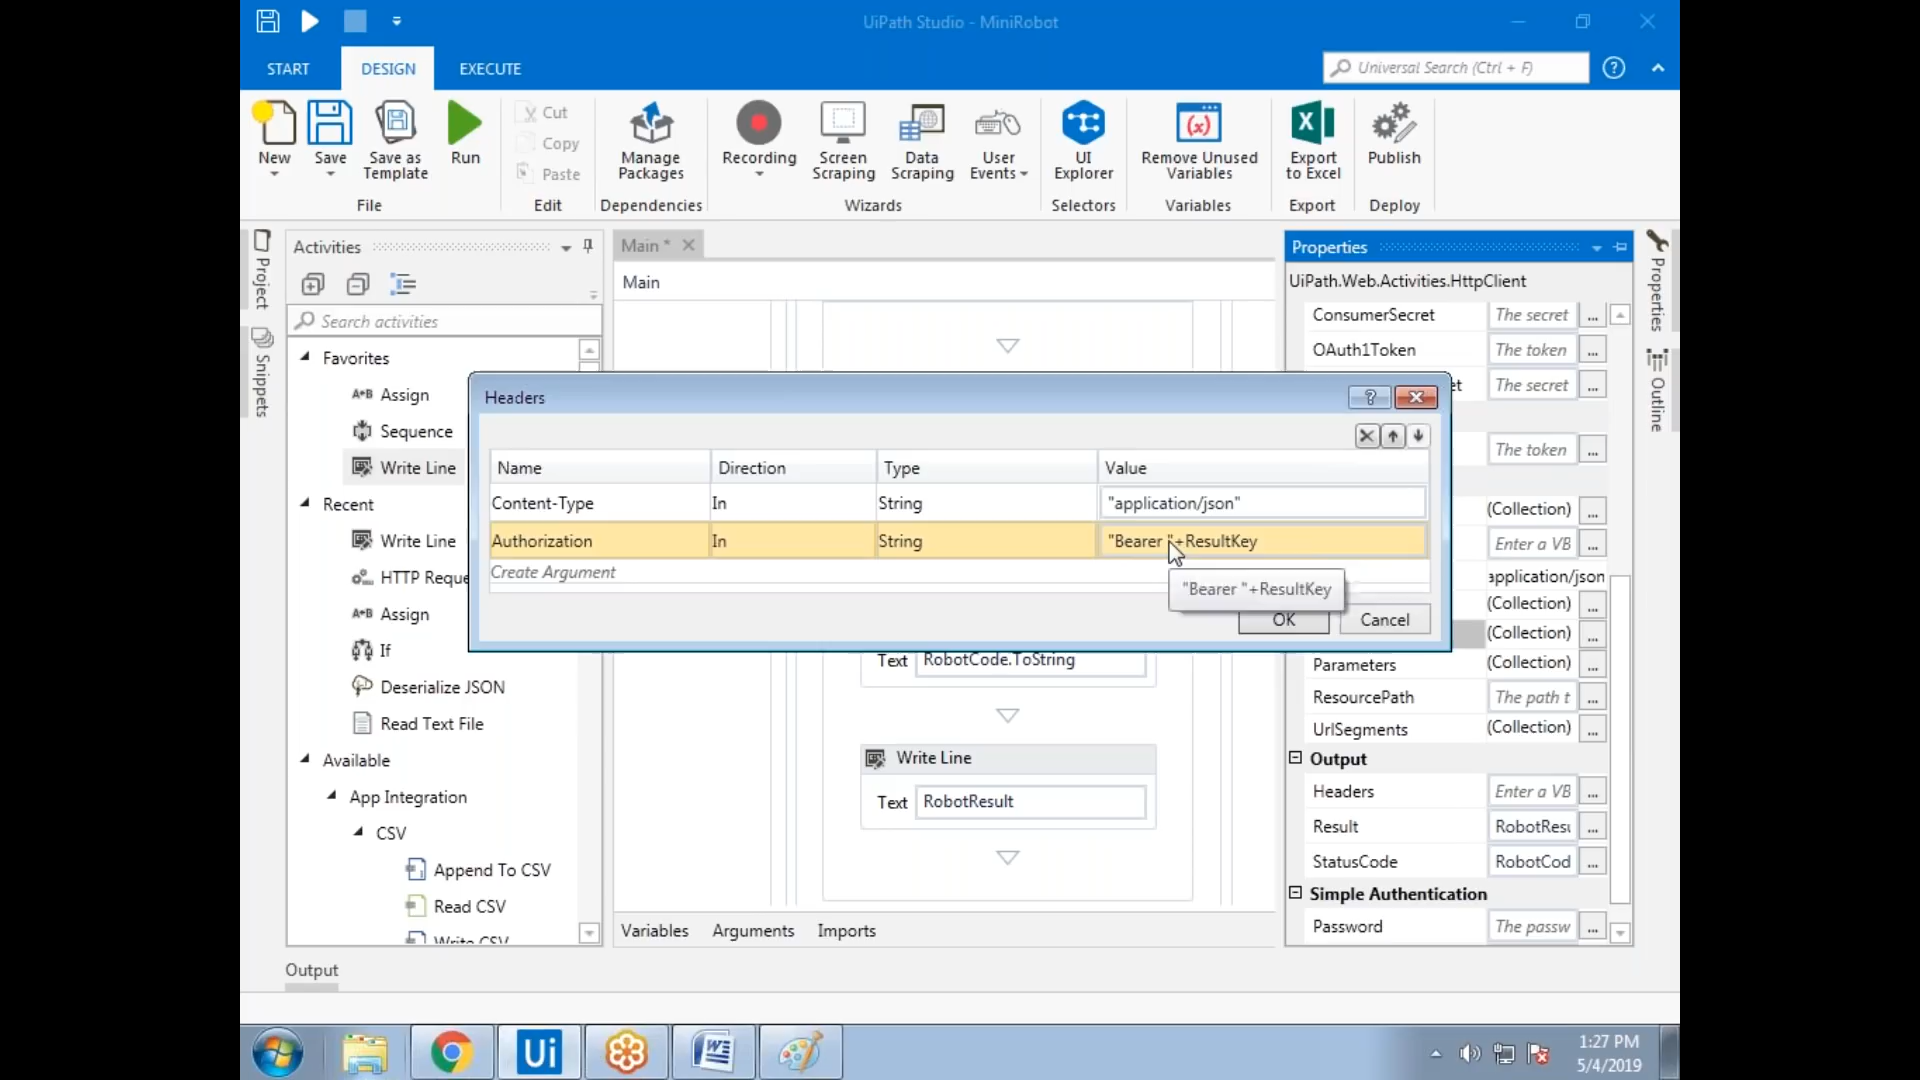 UiPath Studio - MiniRobot
START
DESIGN
EXECUTE
Universal Search (Ctrl + F)
New
Save
Save as
Template
Run
Cut
Copy
Paste
Manage
Packages
Recording
Screen
Scraping
Data
Scraping
User
Events
UI
Explorer
Remove Unused
Variables
Export
to Excel
Publish
File
Edit
Dependencies
Wizards
Selectors
Variables
Export
Deploy
Project
Snippets
Activities
Search activities
Favorites
Assign
Sequence
Write Line
Recent
Write Line
HTTP Reque
Assign
If
Deserialize JSON
Read Text File
Available
App Integration
CSV
Append To CSV
Read CSV
Write CSV
Main *
Main
Headers
Name
Direction
Type
Value
Content-Type
In
String
"application/json"
Authorization
In
String
"Bearer "+ResultKey
Create Argument
"Bearer "+ResultKey
OK
Cancel
Text
RobotCode.ToString
Write Line
Text
RobotResult
Variables
Arguments
Imports
Properties
UiPath.Web.Activities.HttpClient
ConsumerSecret
The secret
...
OAuth1Token
The token
...
et
The secret
...
The token
...
(Collection)
...
Enter a VB
...
application/json
(Collection)
...
(Collection)
...
Parameters
(Collection)
...
ResourcePath
The path t
...
UrlSegments
(Collection)
...
Output
Headers
Enter a VB
...
Result
RobotResu
...
StatusCode
RobotCod
...
Simple Authentication
Password
The passw
...
Properties
Outline
Output
Ui
1:27 PM
5/4/2019